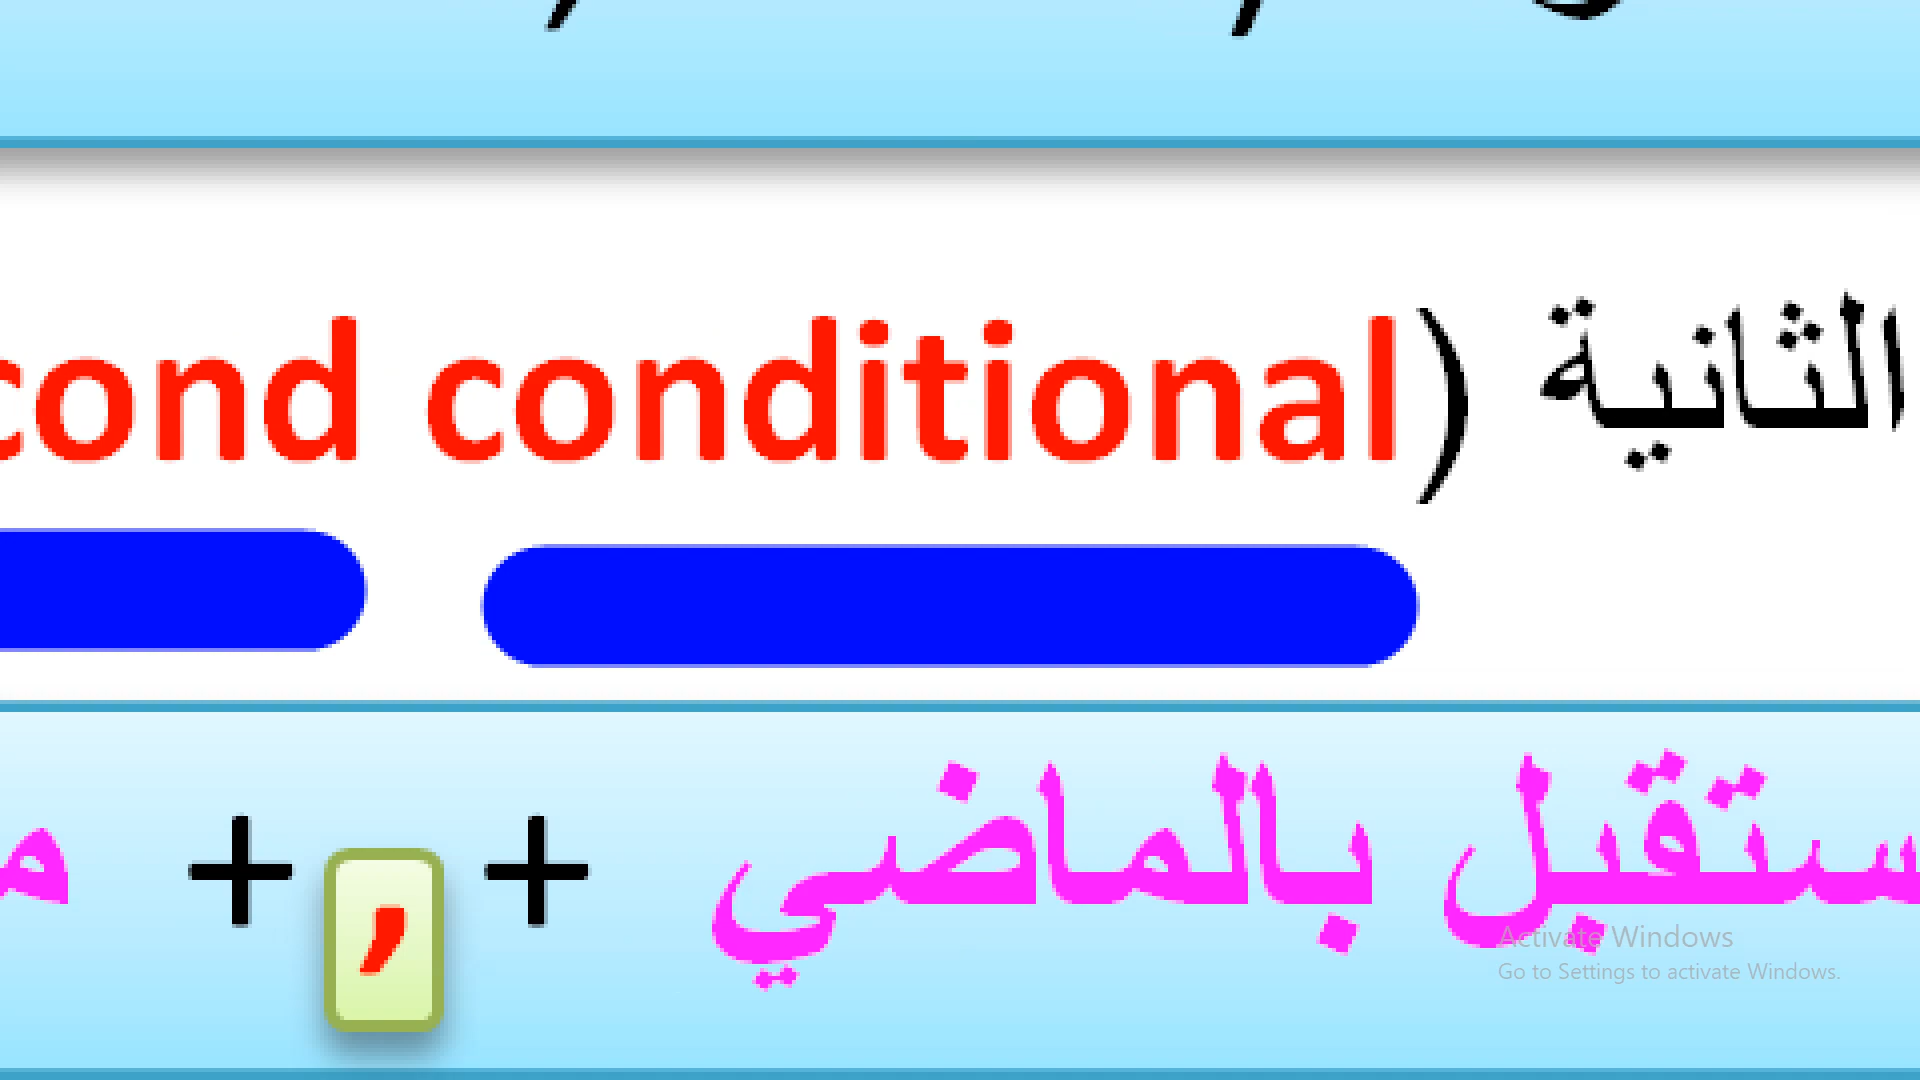 الثانية (cond conditional
ستقبل بالماضي + , + م
Activate Windows
Go to Settings to activate Windows.